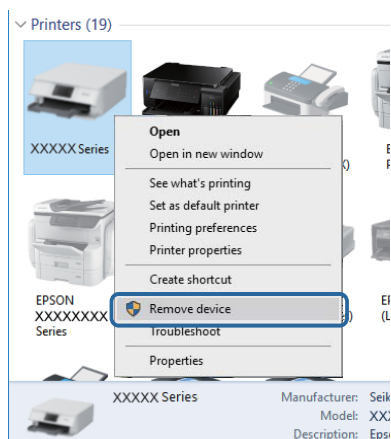 Printers (19)
XXXXX Series
Open
Open in new window
See what's printing
Set as default printer
Printing preferences
Printer properties
Create shortcut
Remove device
Troubleshoot
Properties
EPSON
XXXXXXXX
Series
XXXXX Series
Manufacturer:
Model:
Description: